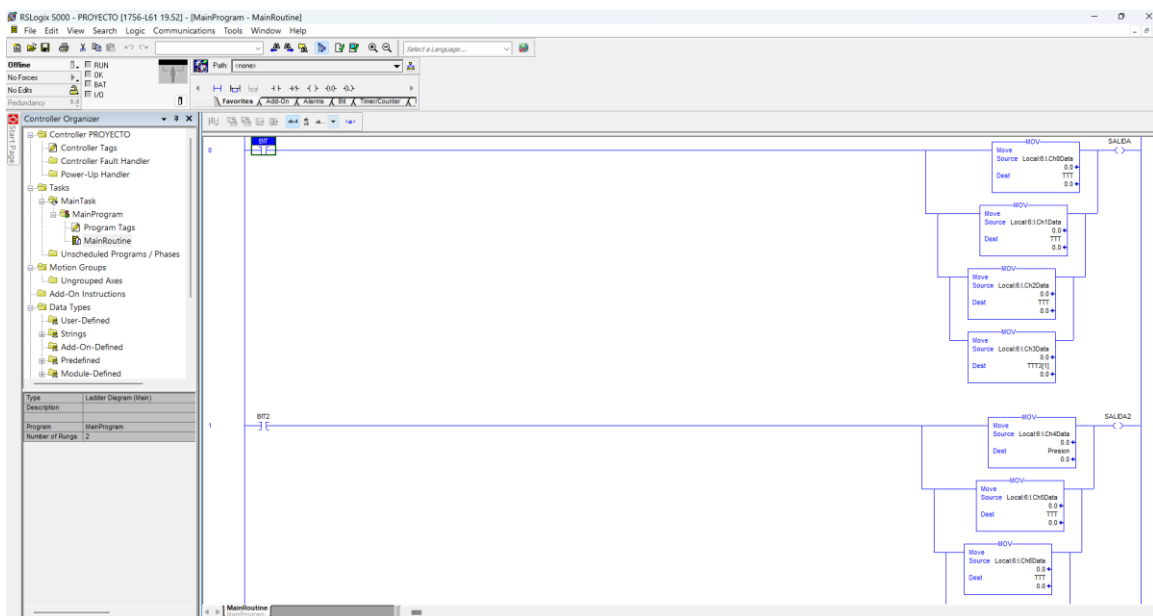 RSLogix 5000 - PROYECTO [1756-L61 19.52] - [MainProgram - MainRoutine]
File Edit View Search Logic Communications Tools Window Help
Select a Language...
Offline
RUN
Path: <none>
No Forces
OK
No Edits
BAT
Redundancy
I/O
Favorites Add-On Alarms Bit Timer/Counter
Start Page
Controller Organizer
Controller PROYECTO
Controller Tags
Controller Fault Handler
Power-Up Handler
Tasks
MainTask
MainProgram
Program Tags
MainRoutine
Unscheduled Programs / Phases
Motion Groups
Ungrouped Axes
Add-On Instructions
Data Types
User-Defined
Strings
Add-On-Defined
Predefined
Module-Defined
Type Ladder Diagram (Main)
Description
Program MainProgram
Number of Rungs 2
0
BIT
MOV
Move
Source Local:6:I.Ch0Data
0.0
Dest TTT
0.0
SALIDA
MOV
Move
Source Local:6:I.Ch1Data
0.0
Dest TTT
0.0
MOV
Move
Source Local:6:I.Ch2Data
0.0
Dest TTT
0.0
MOV
Move
Source Local:6:I.Ch3Data
0.0
Dest TTT3[1]
0.0
1
BIT2
MOV
Move
Source Local:6:I.Ch4Data
0.0
Dest Presion
0.0
SALIDA2
MOV
Move
Source Local:6:I.Ch5Data
0.0
Dest TTT
0.0
MOV
Move
Source Local:6:I.Ch6Data
0.0
Dest TTT
0.0
MainRoutine
MainProgram